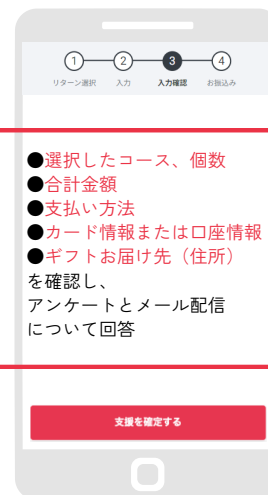 1 2 3 4
リターン選択 入力 入力確認 お振込み
●選択したコース、個数
●合計金額
●支払い方法
●カード情報または口座情報
●ギフトお届け先（住所）
を確認し、
アンケートとメール配信
について回答
支援を確定する